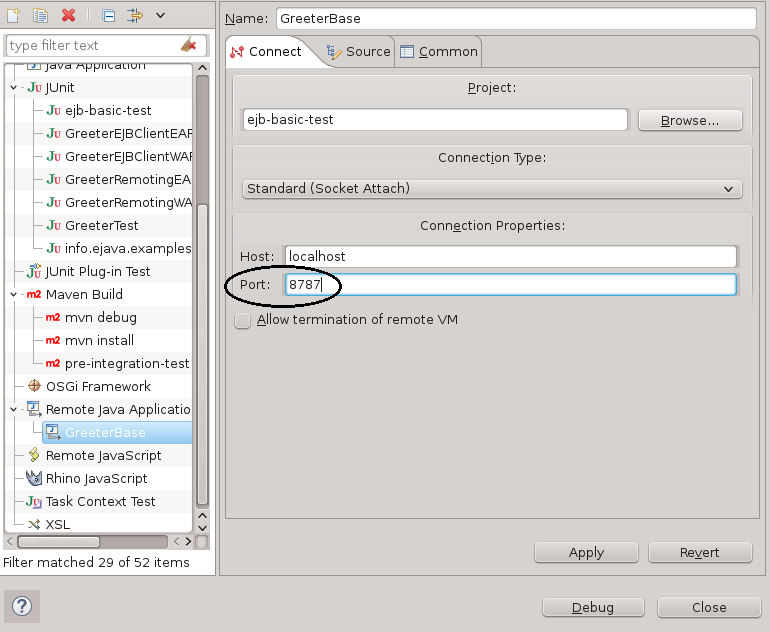 Name: GreeterBase
type filter text
Connect Source Common
Java Application
JUnit
ejb-basic-test
GreeterEJBClientEAR
GreeterEJBClientWAR
GreeterRemotingEA
GreeterRemotingWA
GreeterTest
info.ejava.examples
JUnit Plug-in Test
Maven Build
mvn debug
mvn install
pre-integration-test
OSGi Framework
Remote Java Applicatio
GreeterBase
Remote JavaScript
Rhino JavaScript
Task Context Test
XSL
Filter matched 29 of 52 items
Project:
ejb-basic-test Browse...
Connection Type:
Standard (Socket Attach)
Connection Properties:
Host: localhost
Port: 8787
Allow termination of remote VM
Apply Revert
? Debug Close